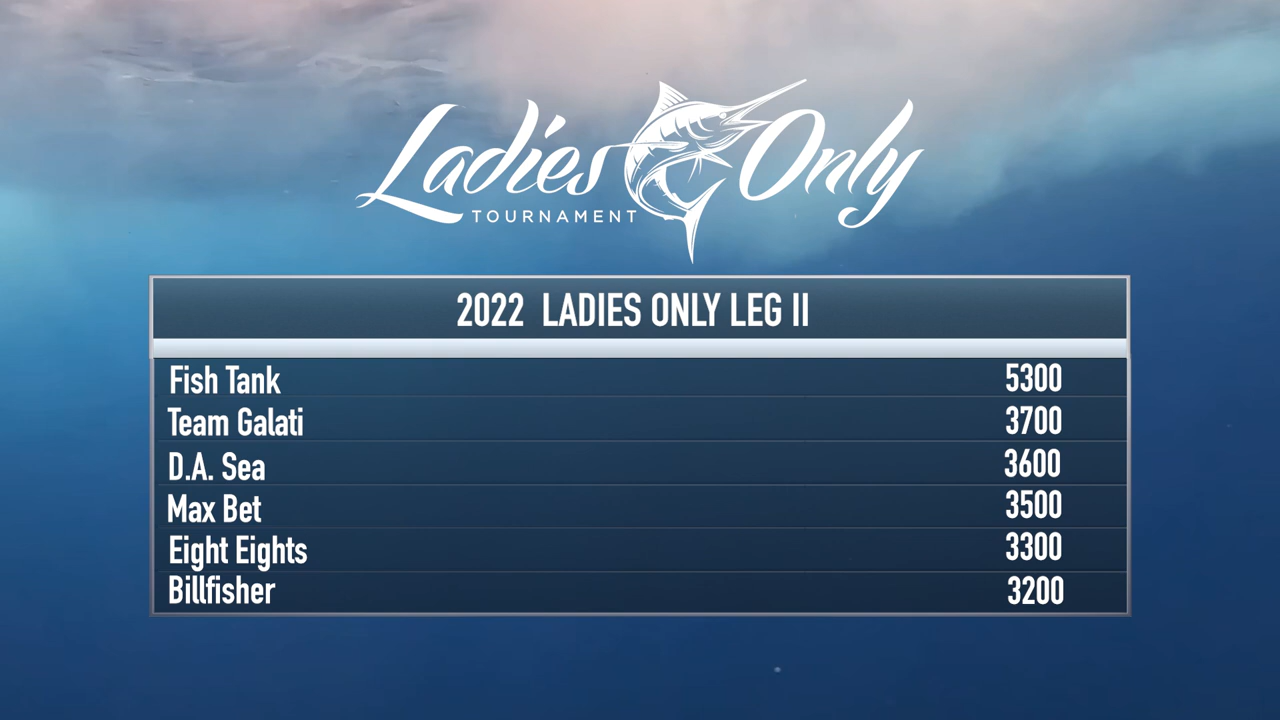 Ladies Only
TOURNAMENT
2022 LADIES ONLY LEG II
Fish Tank 5300
Team Galati 3700
D.A. Sea 3600
Max Bet 3500
Eight Eights 3300
Billfisher 3200